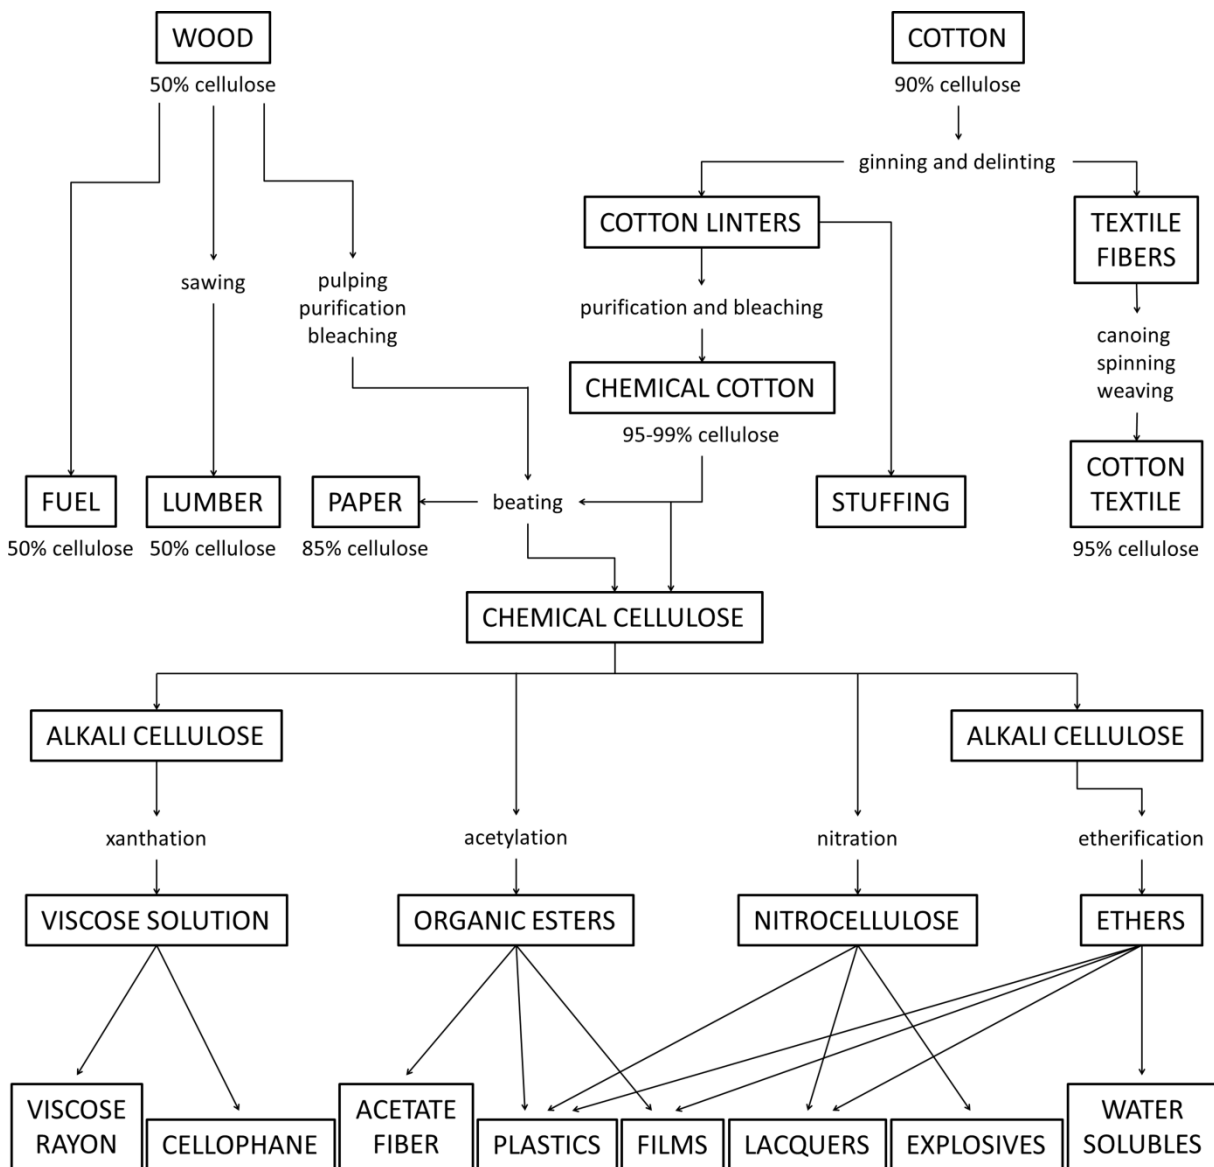 WOOD
COTTON
50% cellulose
90% cellulose
ginning and delinting
COTTON LINTERS
TEXTILE
FIBERS
sawing
pulping
purification
bleaching
purification and bleaching
canoing
spinning
weaving
CHEMICAL COTTON
95-99% cellulose
FUEL
LUMBER
PAPER
beating
STUFFING
COTTON
TEXTILE
50% cellulose
50% cellulose
85% cellulose
95% cellulose
CHEMICAL CELLULOSE
ALKALI CELLULOSE
ALKALI CELLULOSE
xanthation
acetylation
nitration
etherification
VISCOSE SOLUTION
ORGANIC ESTERS
NITROCELLULOSE
ETHERS
VISCOSE
RAYON
CELLOPHANE
ACETATE
FIBER
PLASTICS
FILMS
LACQUERS
EXPLOSIVES
WATER
SOLUBLES